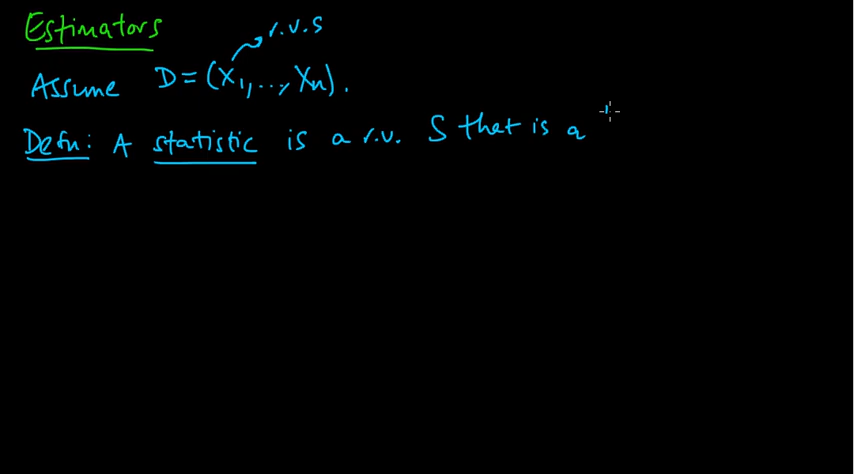 Estimators
r.v.s
Assume D = (X₁, ..., Xₙ).
Defn: A statistic is a r.v. S that is a